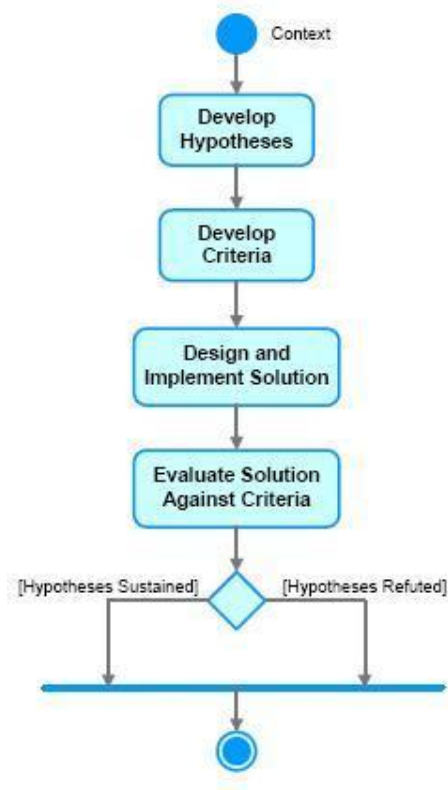 Context
Develop
Hypotheses
Develop
Criteria
Design and
Implement Solution
Evaluate Solution
Against Criteria
[Hypotheses Sustained]
[Hypotheses Refuted]